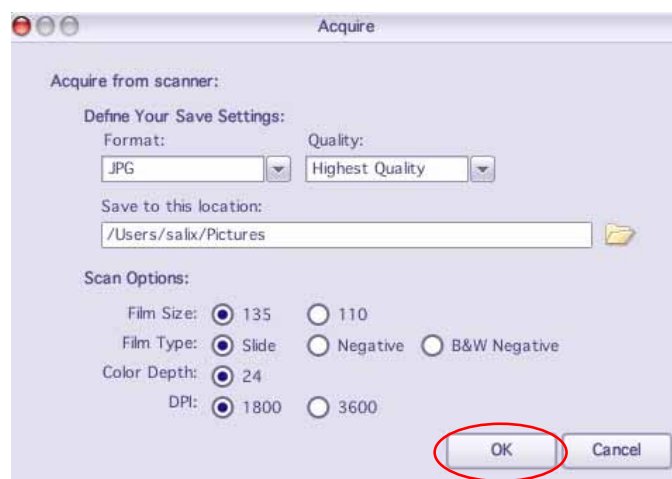 Acquire
Acquire from scanner:
Define Your Save Settings:
Format: Quality:
JPG Highest Quality
Save to this location:
/Users/salix/Pictures
Scan Options:
Film Size: 135 110
Film Type: Slide Negative B&W Negative
Color Depth: 24
DPI: 1800 3600
OK Cancel